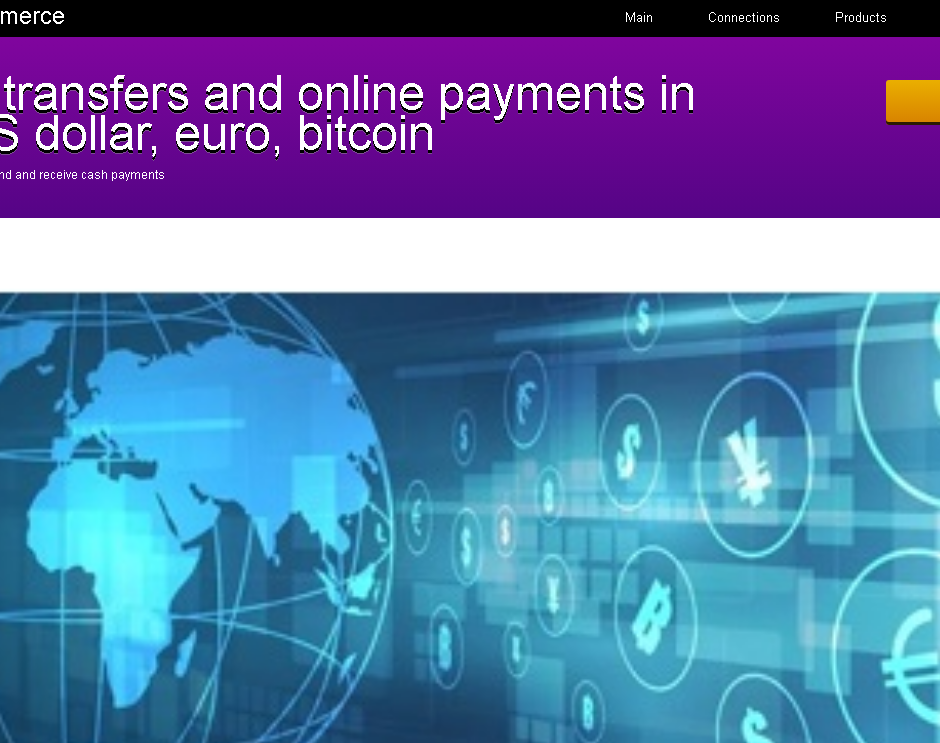 merce
Main Connections Products
transfers and online payments in
S dollar, euro, bitcoin
nd and receive cash payments